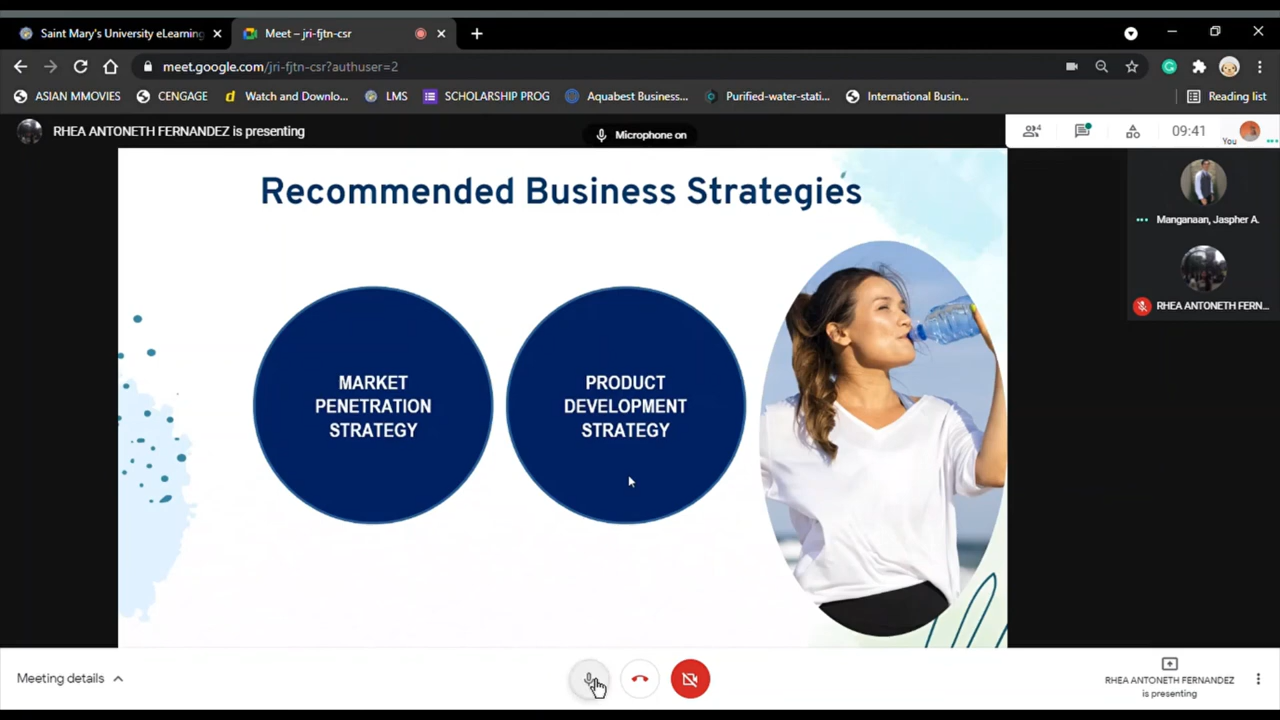 Saint Mary's University eLearning
Meet – jri-fjtn-csr
meet.google.com/jri-fjtn-csr?authuser=2
ASIAN MMOVIES
CENGAGE
Watch and Downlo...
LMS
SCHOLARSHIP PROG
Aquabest Business...
Purified-water-stati...
International Busin...
Reading list
RHEA ANTONETH FERNANDEZ is presenting
Microphone on
4
09:41
You
Recommended Business Strategies
Manganaan, Jaspher A.
RHEA ANTONETH FERN...
MARKET
PENETRATION
STRATEGY
PRODUCT
DEVELOPMENT
STRATEGY
Meeting details
RHEA ANTONETH FERNANDEZ
is presenting